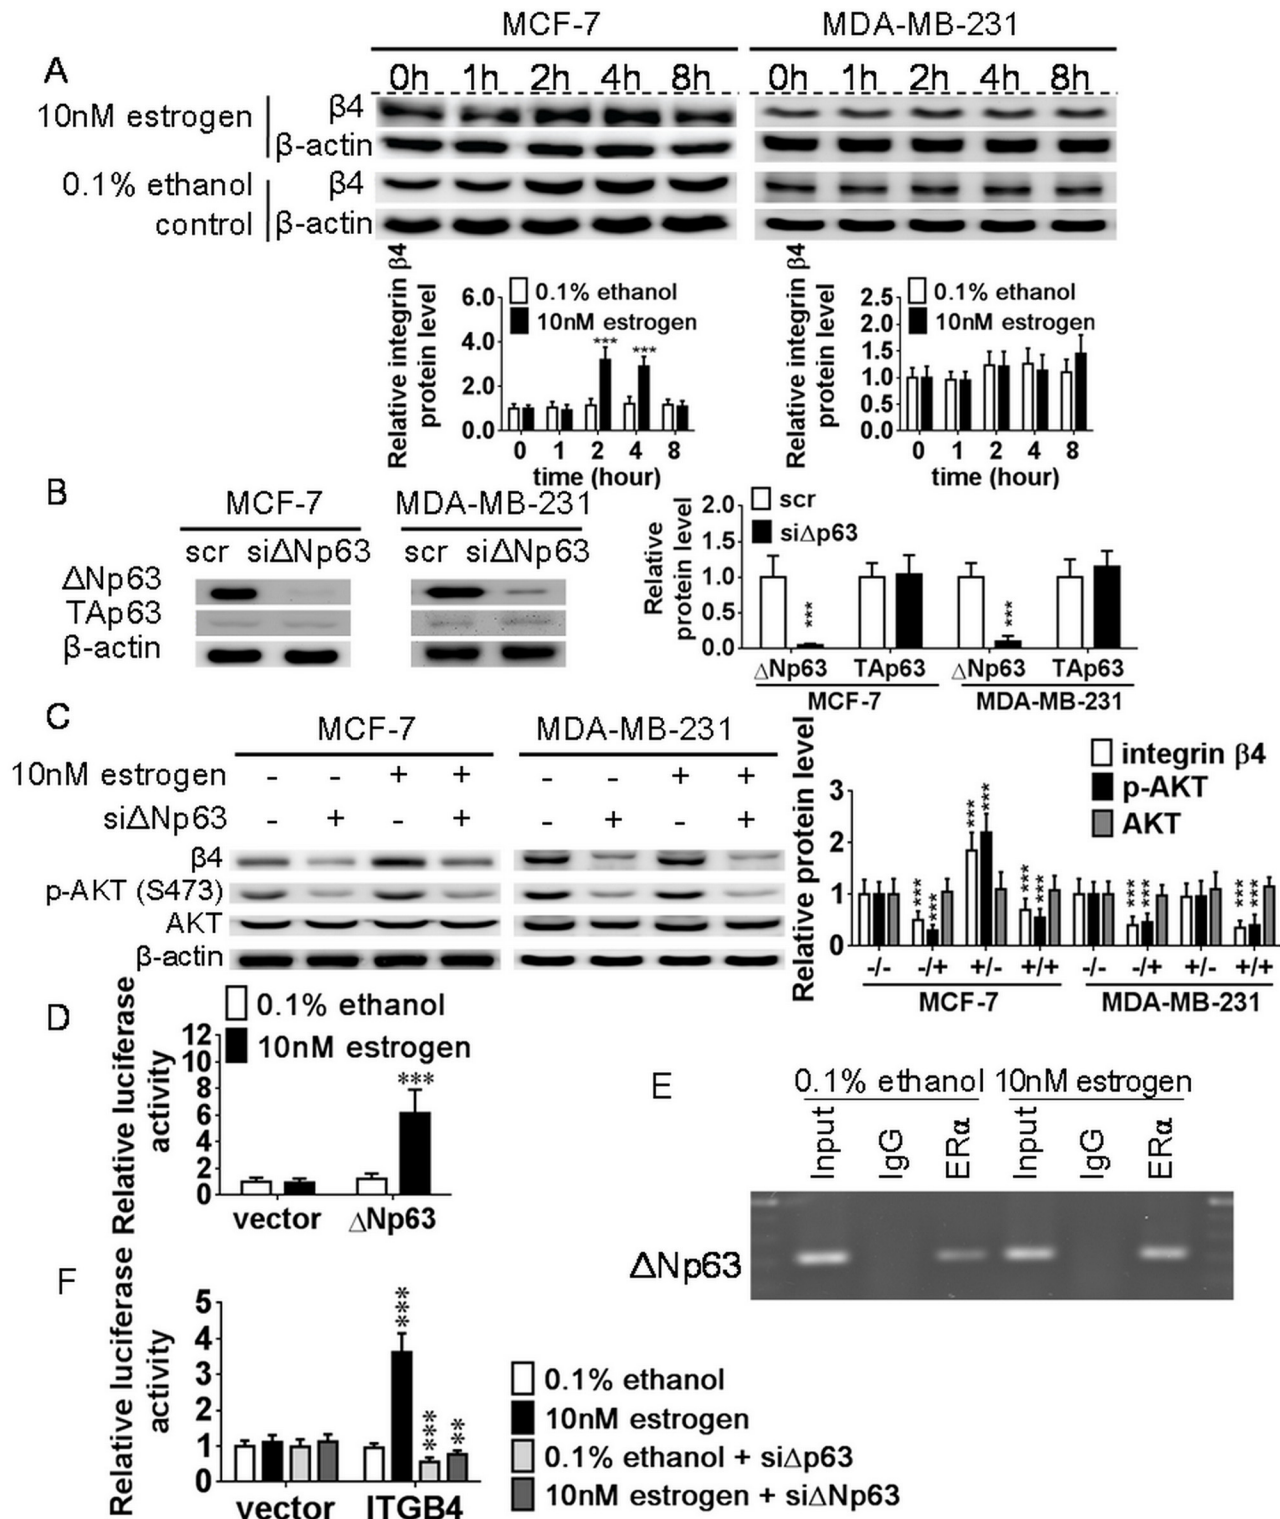 MCF-7 MDA-MB-231
A 0h 1h 2h 4h 8h 0h 1h 2h 4h 8h
10nM estrogen β4
β-actin
0.1% ethanol control β4
β-actin
Relative integrin β4 protein level
6.0
4.0
2.0
0.0
0.1% ethanol
10nM estrogen
*** ***
0 1 2 4 8
time (hour)
Relative integrin β4 protein level
2.5
2.0
1.5
1.0
0.5
0.0
0.1% ethanol
10nM estrogen
0 1 2 4 8
time (hour)
B
MCF-7 MDA-MB-231
scr siΔNp63 scr siΔNp63
ΔNp63
TAp63
β-actin
Relative protein level
2.0
1.5
1.0
0.5
0.0
scr
siΔp63
*** ***
ΔNp63 TAp63 ΔNp63 TAp63
MCF-7 MDA-MB-231
C
MCF-7 MDA-MB-231
10nM estrogen - - + + - - + +
siΔNp63 - + - + - + - +
β4
p-AKT (S473)
AKT
β-actin
Relative protein level
3
2
1
0
integrin β4
p-AKT
AKT
*** *** *** *** *** *** *** *** *** ***
-/- -/+ +/- +/+ -/- -/+ +/- +/+
MCF-7 MDA-MB-231
D
Relative luciferase activity
12
10
8
6
4
2
0
0.1% ethanol
10nM estrogen
***
vector ΔNp63
E
0.1% ethanol 10nM estrogen
Input IgG ERα Input IgG ERα
ΔNp63
F
Relative luciferase activity
5
4
3
2
1
0
*** *** **
vector ITGB4
0.1% ethanol
10nM estrogen
0.1% ethanol + siΔp63
10nM estrogen + siΔNp63